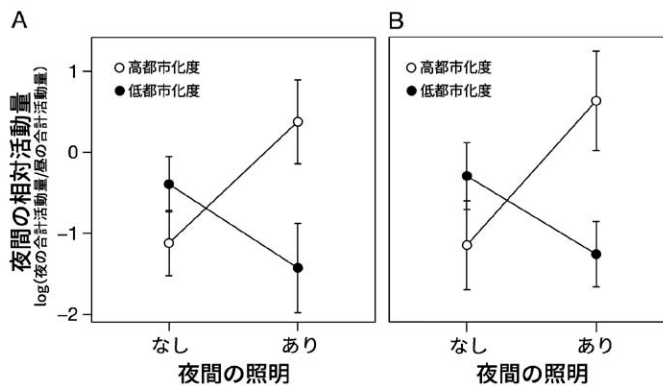 A
B
夜間の相対活動量
log(夜の合計活動量/昼の合計活動量)
1
0
−1
−2
高都市化度
低都市化度
高都市化度
低都市化度
なし
あり
なし
あり
夜間の照明
夜間の照明